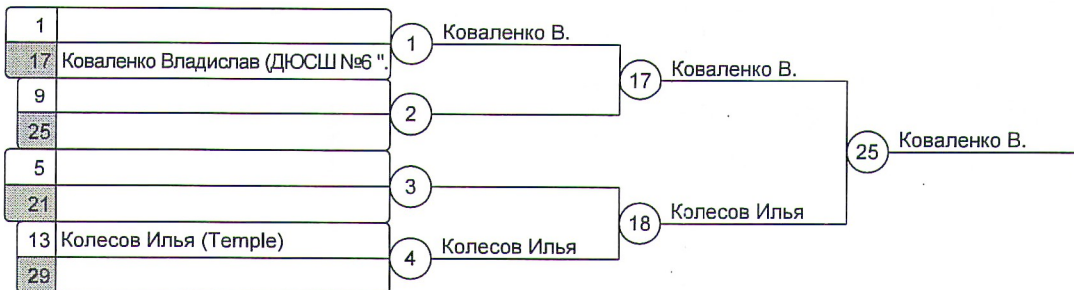 1
Коваленко В.
17 Коваленко Владислав (ДЮСШ №6 ".
1
Коваленко В.
9
17
25
2
Коваленко В.
25
5
3
21
Колесов Илья
18
13 Колесов Илья (Temple)
Колесов Илья
4
29